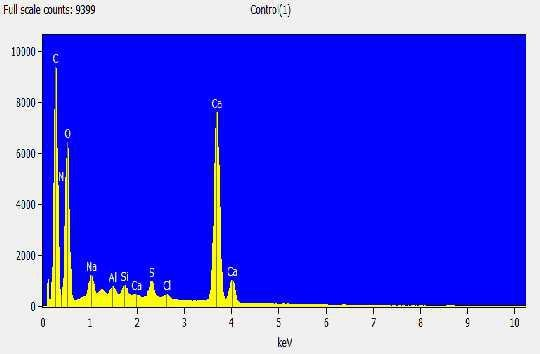 Full scale counts: 9399
Control(1)
10000
8000
6000
4000
2000
0
C
O
N
Na
Al
Si
Ca
S
Cl
Ca
Ca
0 1 2 3 4 5 6 7 8 9 10
keV